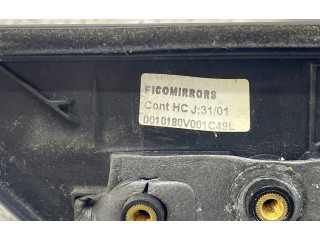 FICOMIRRORS
Cont HC J:31/01
0010180V001C49L